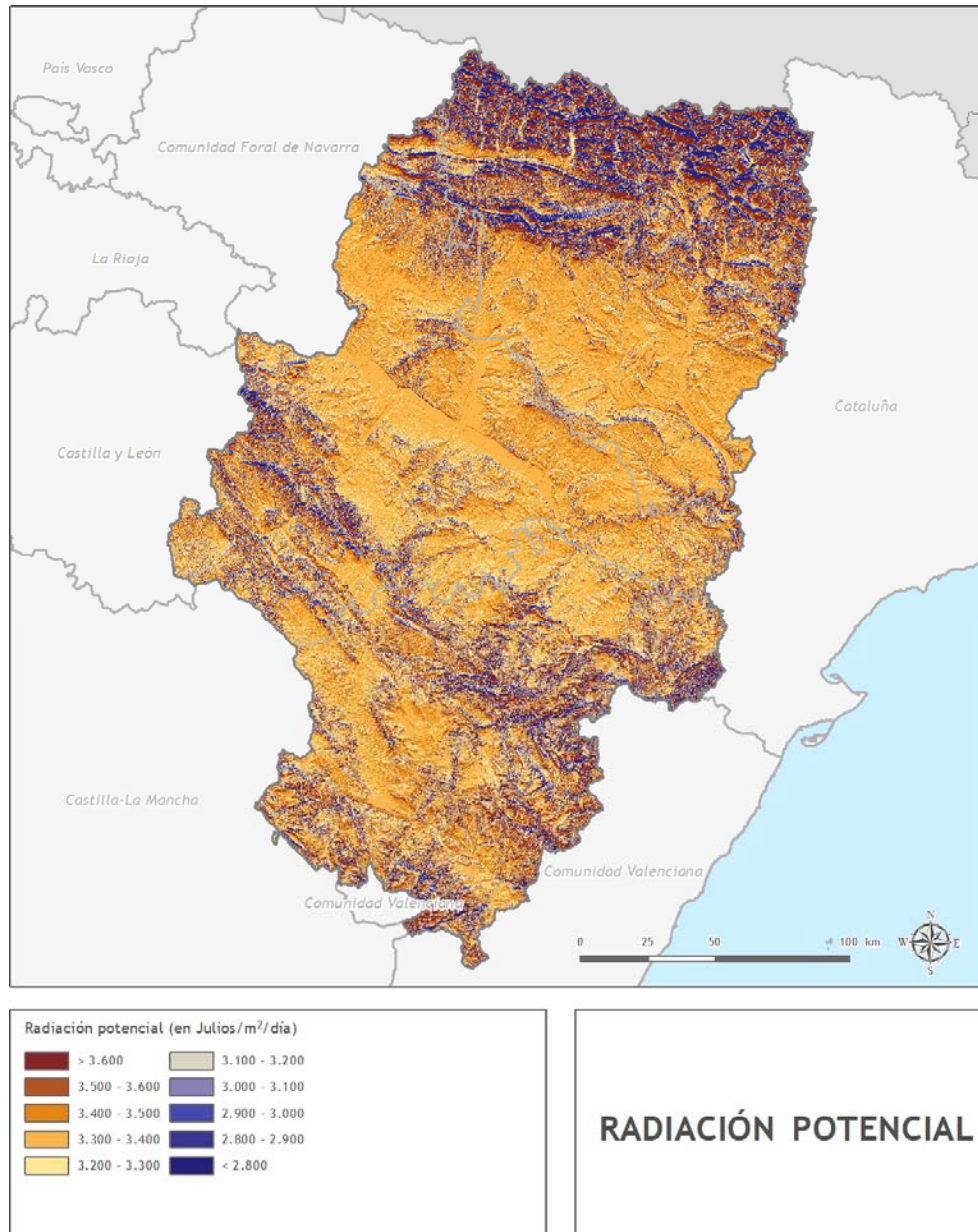 País Vasco
Comunidad Foral de Navarra
La Rioja
Cataluña
Castilla y León
Castilla-La Mancha
Comunidad Valenciana
Comunidad Valenciana
0 25 50 100 km
N
W E
S
Radiación potencial (en Julios/m²/día)
> 3.600
3.500 - 3.600
3.400 - 3.500
3.300 - 3.400
3.200 - 3.300
3.100 - 3.200
3.000 - 3.100
2.900 - 3.000
2.800 - 2.900
< 2.800
RADIACIÓN POTENCIAL